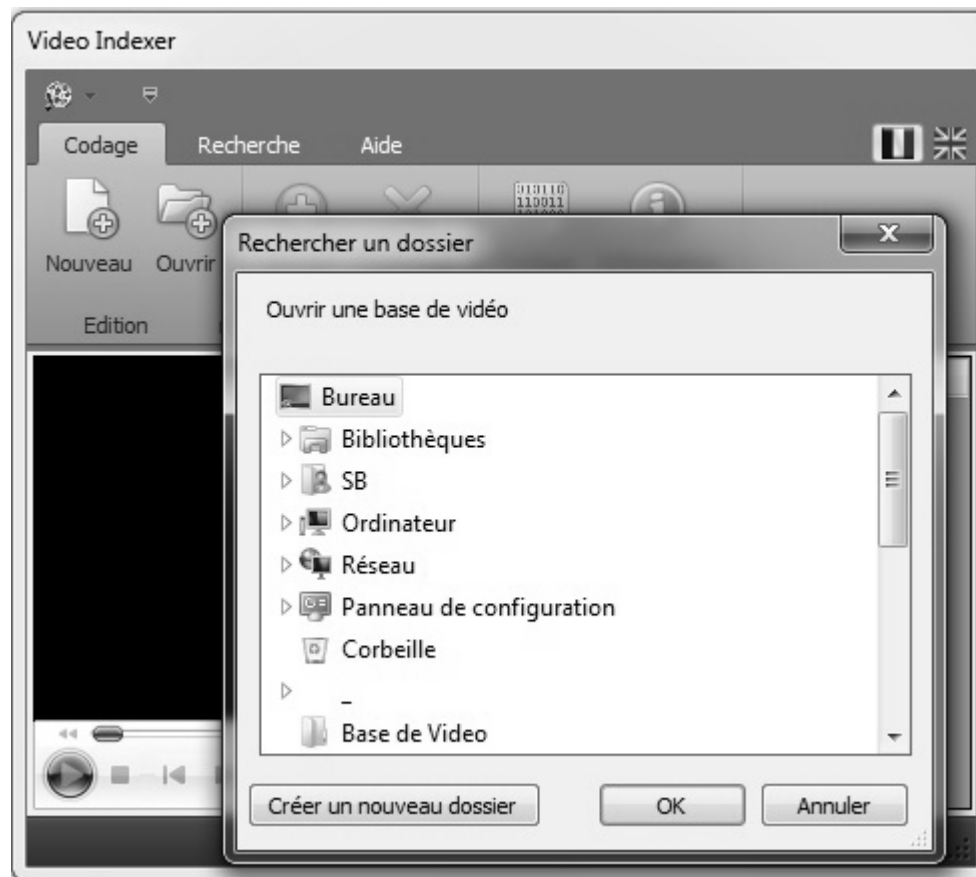 Video Indexer
Codage Recherche Aide
Nouveau Ouvrir
Edition
Rechercher un dossier
Ouvrir une base de vidéo
Bureau
Bibliothèques
SB
Ordinateur
Réseau
Panneau de configuration
Corbeille
_
Base de Video
Créer un nouveau dossier OK Annuler